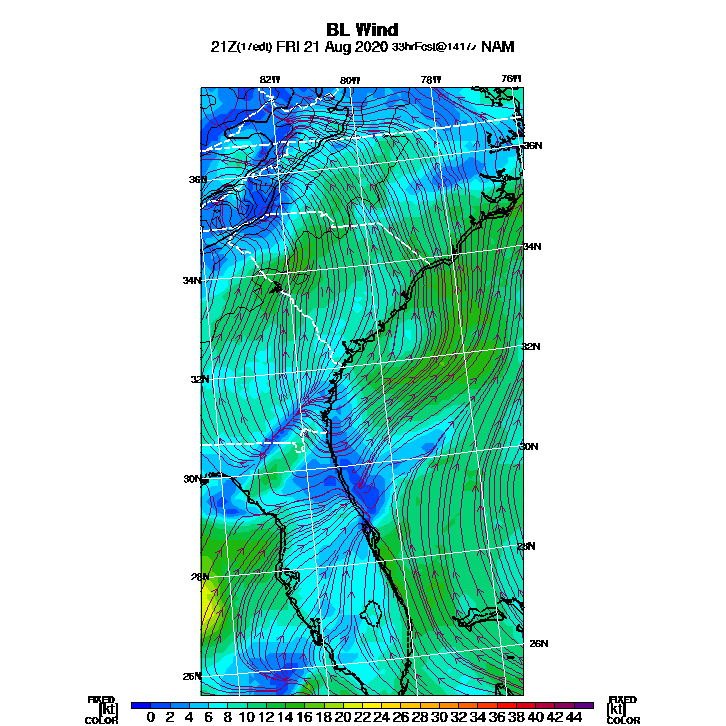 BL Wind
21Z(17edt) FRI 21 Aug 2020 33hrFcst@1417z NAM
82W 80W 78W 76W
36N
36N
34N
34N
32N
32N
30N
30N
28N
28N
26N
26N
FIXED FIXED
[kt] 0 2 4 6 8 10 12 14 16 18 20 22 24 26 28 30 32 34 36 38 40 42 44 [kt]
COLOR COLOR